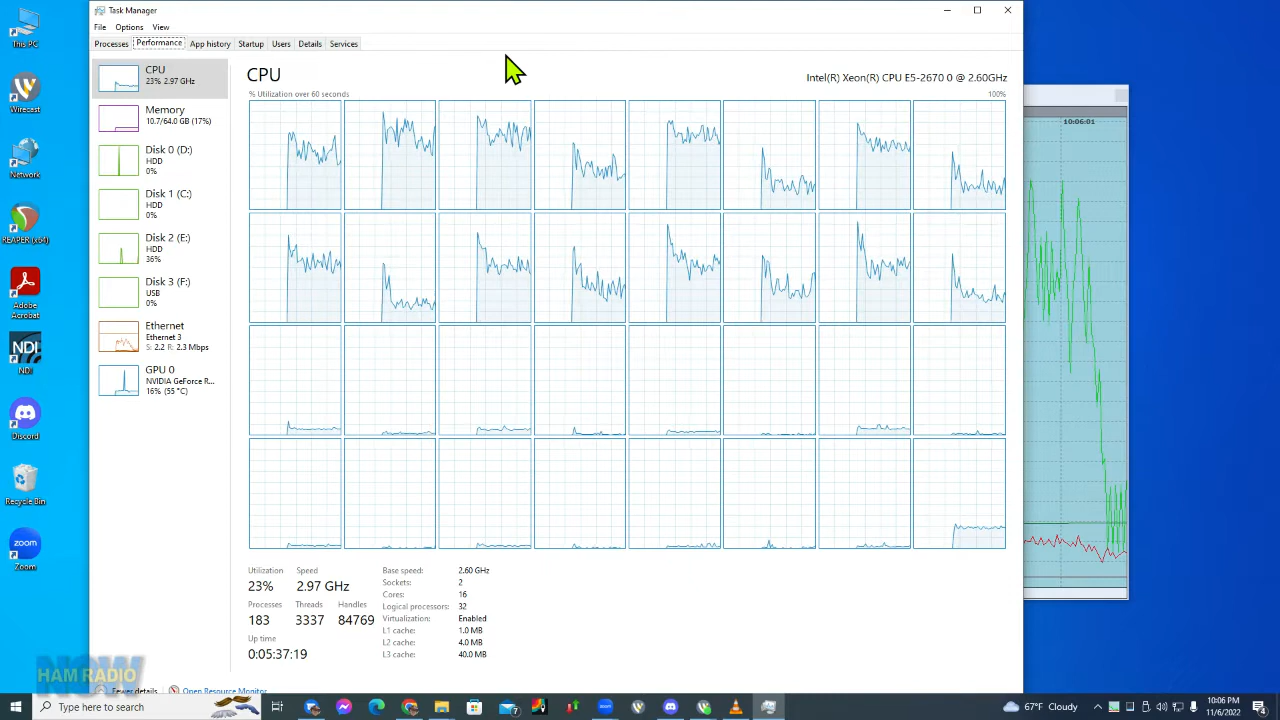 Task Manager
File Options View
Processes Performance App history Startup Users Details Services
This PC
Wirecast
Network
REAPER (x64)
Adobe
Acrobat
NDI
NDI
Discord
Recycle Bin
zoom
Zoom
CPU
23% 2.97 GHz
Memory
10.7/64.0 GB (17%)
Disk 0 (D:)
HDD
0%
Disk 1 (C:)
HDD
0%
Disk 2 (E:)
HDD
36%
Disk 3 (F:)
USB
0%
Ethernet
Ethernet 3
S: 2.2 R: 2.3 Mbps
GPU 0
NVIDIA GeForce R...
16% (55 °C)
CPU
Intel(R) Xeon(R) CPU E5-2670 0 @ 2.60GHz
% Utilization over 60 seconds 100%
10:06:01
Utilization Speed
23% 2.97 GHz
Processes Threads Handles
183 3337 84769
Up time
0:05:37:19
Base speed: 2.60 GHz
Sockets: 2
Cores: 16
Logical processors: 32
Virtualization: Enabled
L1 cache: 1.0 MB
L2 cache: 4.0 MB
L3 cache: 40.0 MB
HAM RADIO
NOW
Fewer details Open Resource Monitor
Type here to search
7
zoom
67°F Cloudy
10:06 PM
11/6/2022